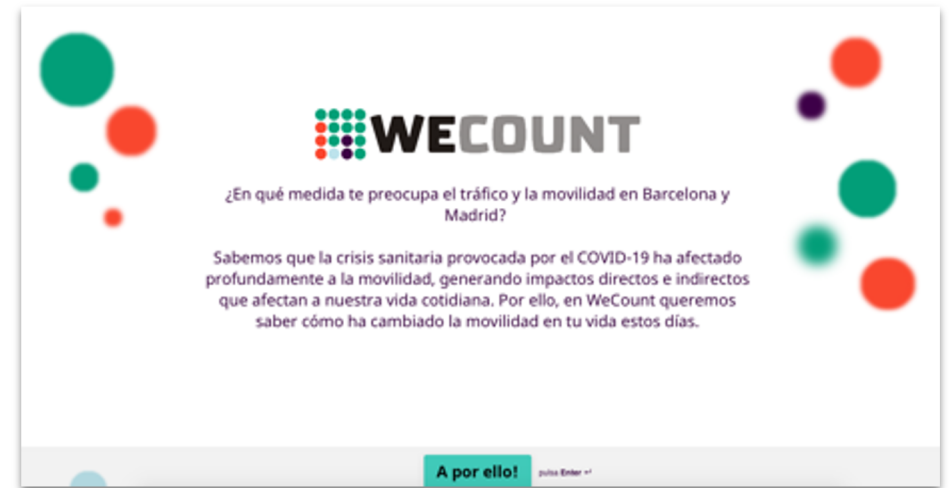 WECOUNT
¿En qué medida te preocupa el tráfico y la movilidad en Barcelona y
Madrid?
Sabemos que la crisis sanitaria provocada por el COVID-19 ha afectado
profundamente a la movilidad, generando impactos directos e indirectos
que afectan a nuestra vida cotidiana. Por ello, en WeCount queremos
saber cómo ha cambiado la movilidad en tu vida estos días.
A por ello! pulsa Enter ↵